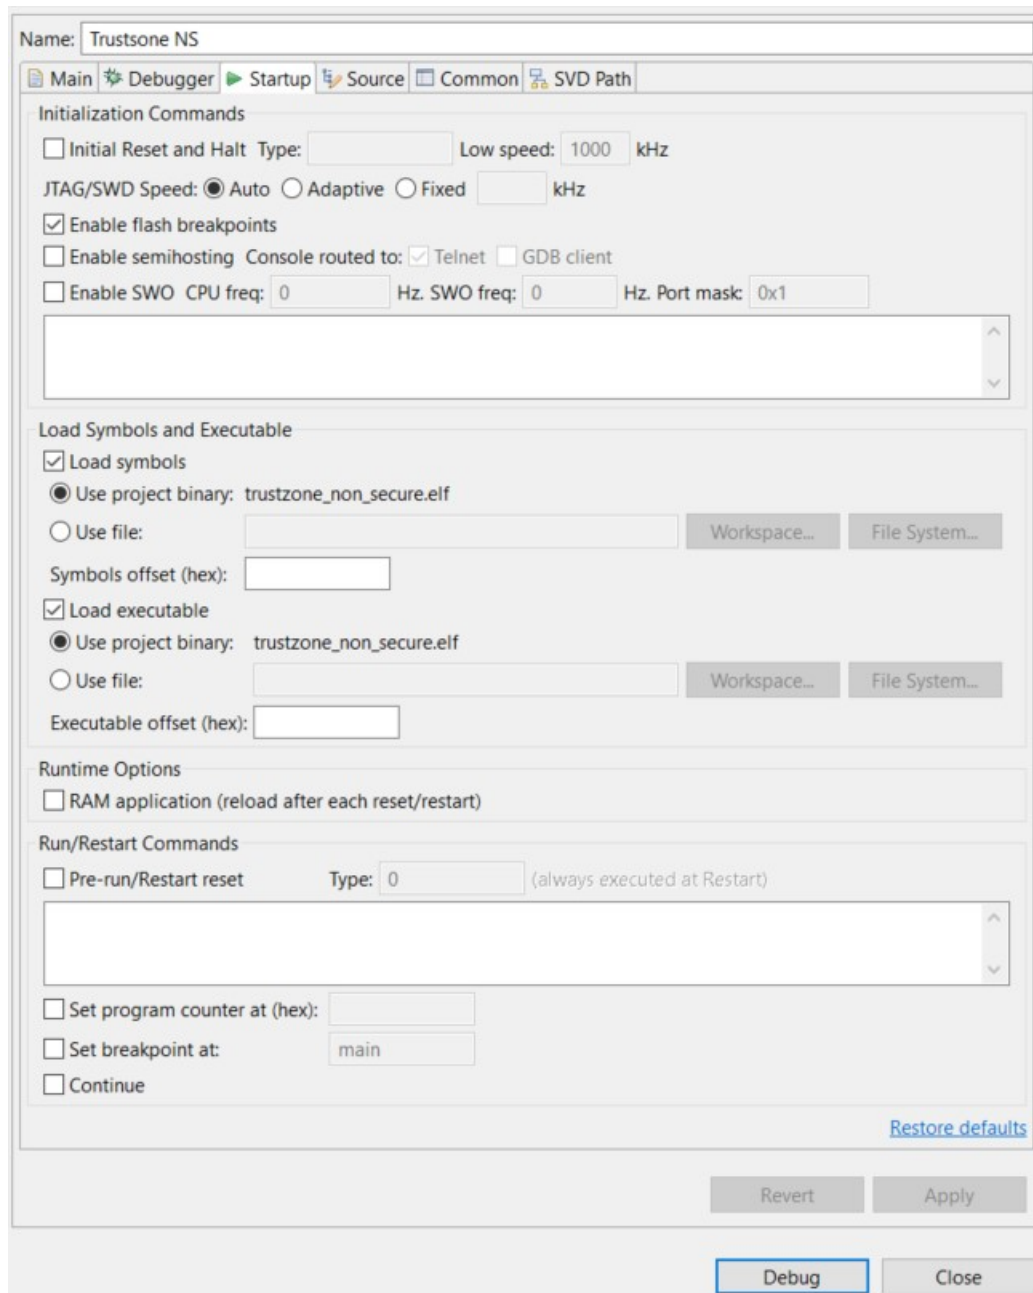 Name: Trustsone NS
Main Debugger Startup Source Common SVD Path
Initialization Commands
Initial Reset and Halt Type: Low speed: 1000 kHz
JTAG/SWD Speed: Auto Adaptive Fixed kHz
Enable flash breakpoints
Enable semihosting Console routed to: Telnet GDB client
Enable SWO CPU freq: 0 Hz. SWO freq: 0 Hz. Port mask: 0x1
Load Symbols and Executable
Load symbols
Use project binary: trustzone_non_secure.elf
Use file: Workspace... File System...
Symbols offset (hex):
Load executable
Use project binary: trustzone_non_secure.elf
Use file: Workspace... File System...
Executable offset (hex):
Runtime Options
RAM application (reload after each reset/restart)
Run/Restart Commands
Pre-run/Restart reset Type: 0 (always executed at Restart)
Set program counter at (hex):
Set breakpoint at: main
Continue
Restore defaults
Revert Apply
Debug Close